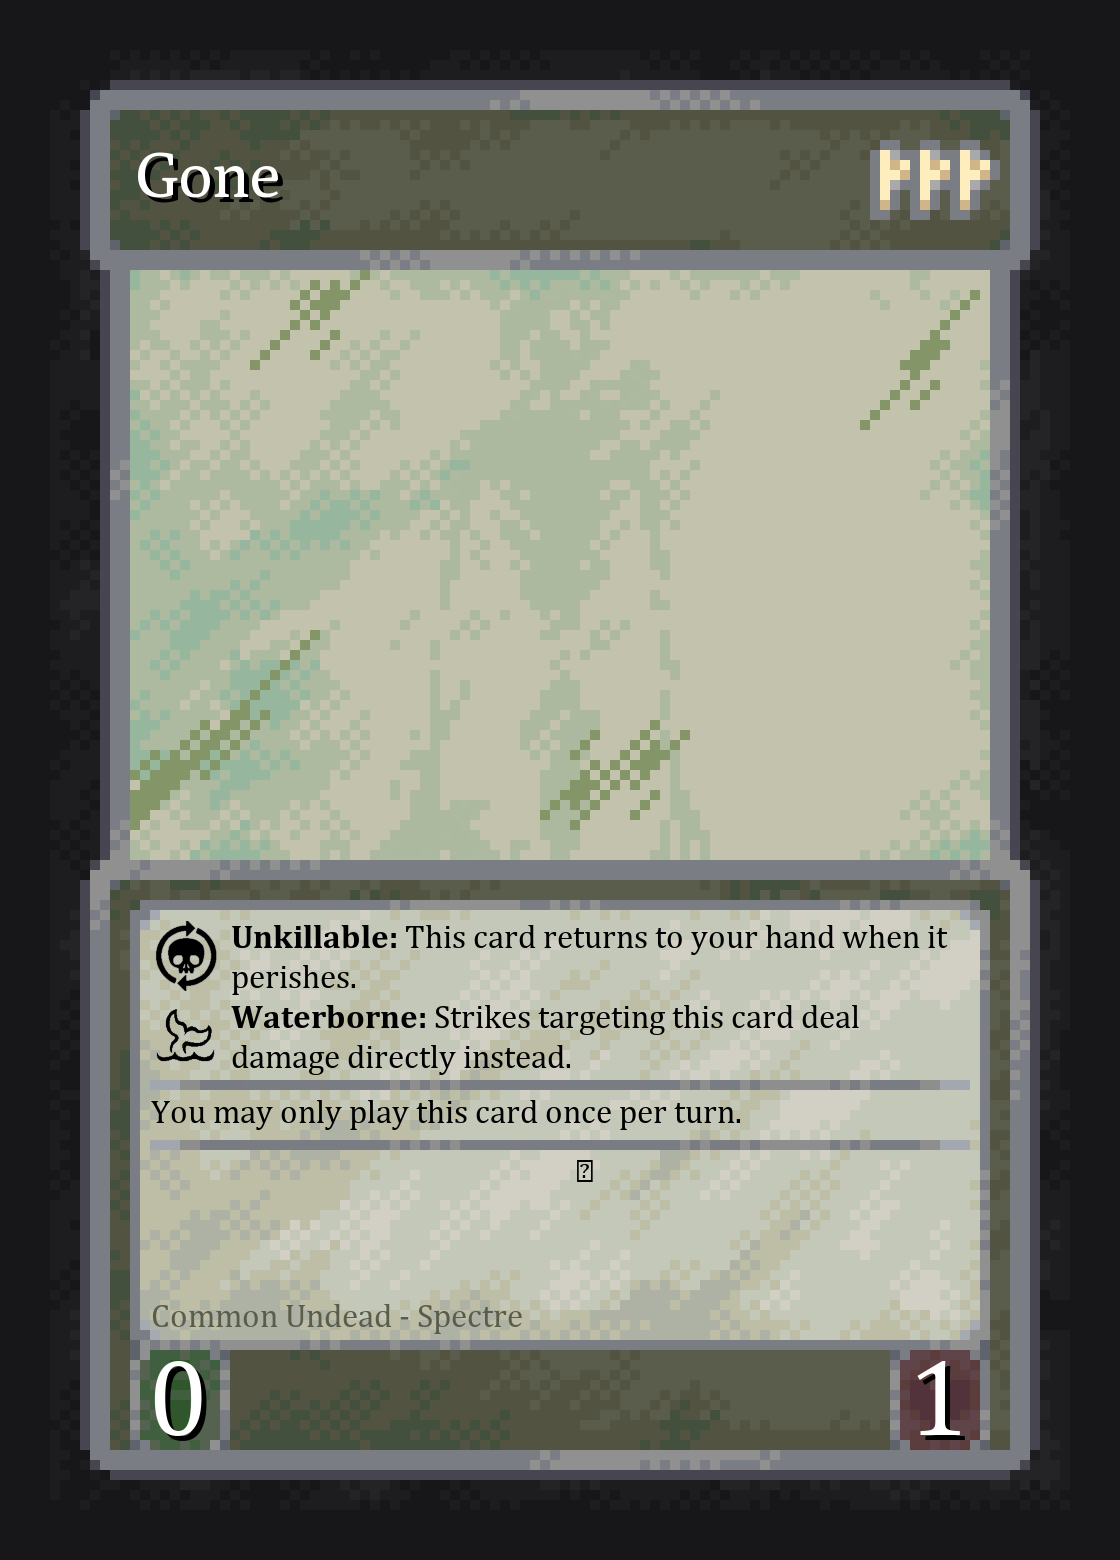 Gone
Unkillable: This card returns to your hand when it
perishes.
Waterborne: Strikes targeting this card deal
damage directly instead.
You may only play this card once per turn.
Common Undead - Spectre
0
1